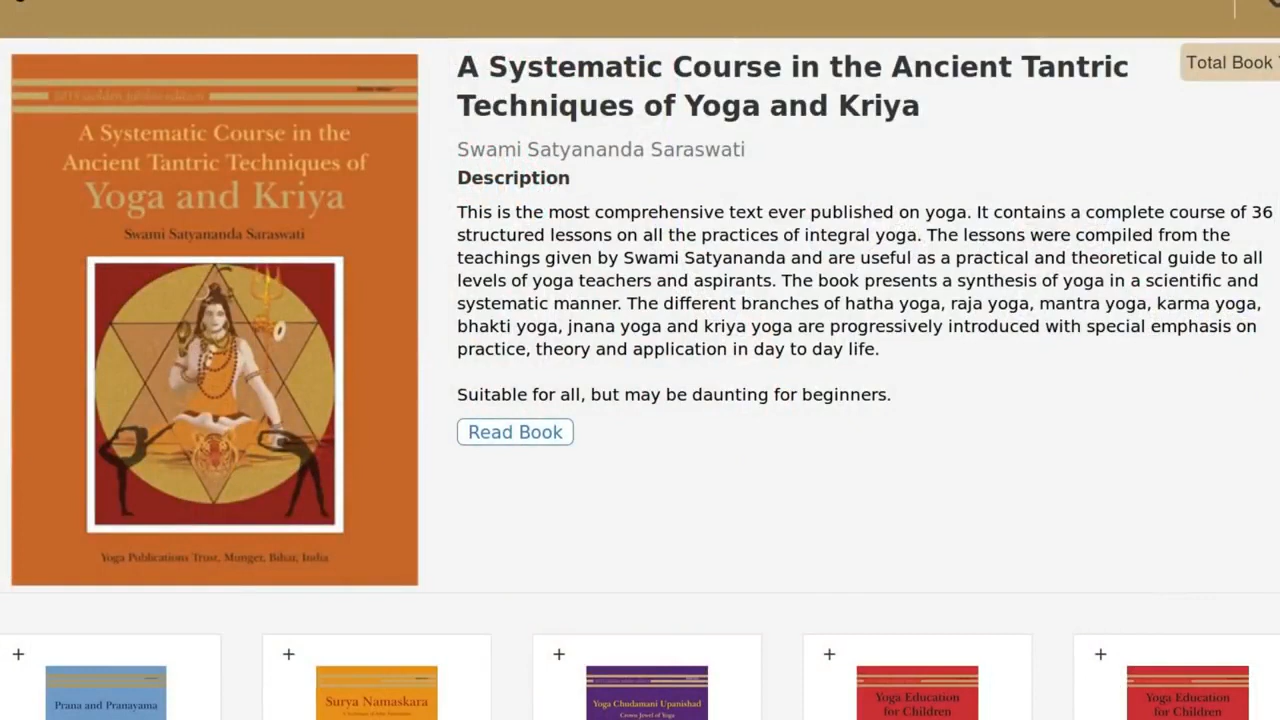 A Systematic Course in the Ancient Tantric
Techniques of Yoga and Kriya
Total Book
Swami Satyananda Saraswati
Description
This is the most comprehensive text ever published on yoga. It contains a complete course of 36
structured lessons on all the practices of integral yoga. The lessons were compiled from the
teachings given by Swami Satyananda and are useful as a practical and theoretical guide to all
levels of yoga teachers and aspirants. The book presents a synthesis of yoga in a scientific and
systematic manner. The different branches of hatha yoga, raja yoga, mantra yoga, karma yoga,
bhakti yoga, jnana yoga and kriya yoga are progressively introduced with special emphasis on
practice, theory and application in day to day life.
Suitable for all, but may be daunting for beginners.
Read Book
A Systematic Course in the
Ancient Tantric Techniques of
Yoga and Kriya
Swami Satyananda Saraswati
Yoga Publications Trust, Munger, Bihar, India
+
Prana and Pranayama
+
Surya Namaskara
+
Yoga Chudamani Upanishad
Crown Jewel of Yoga
+
Yoga Education
for Children
+
Yoga Education
for Children